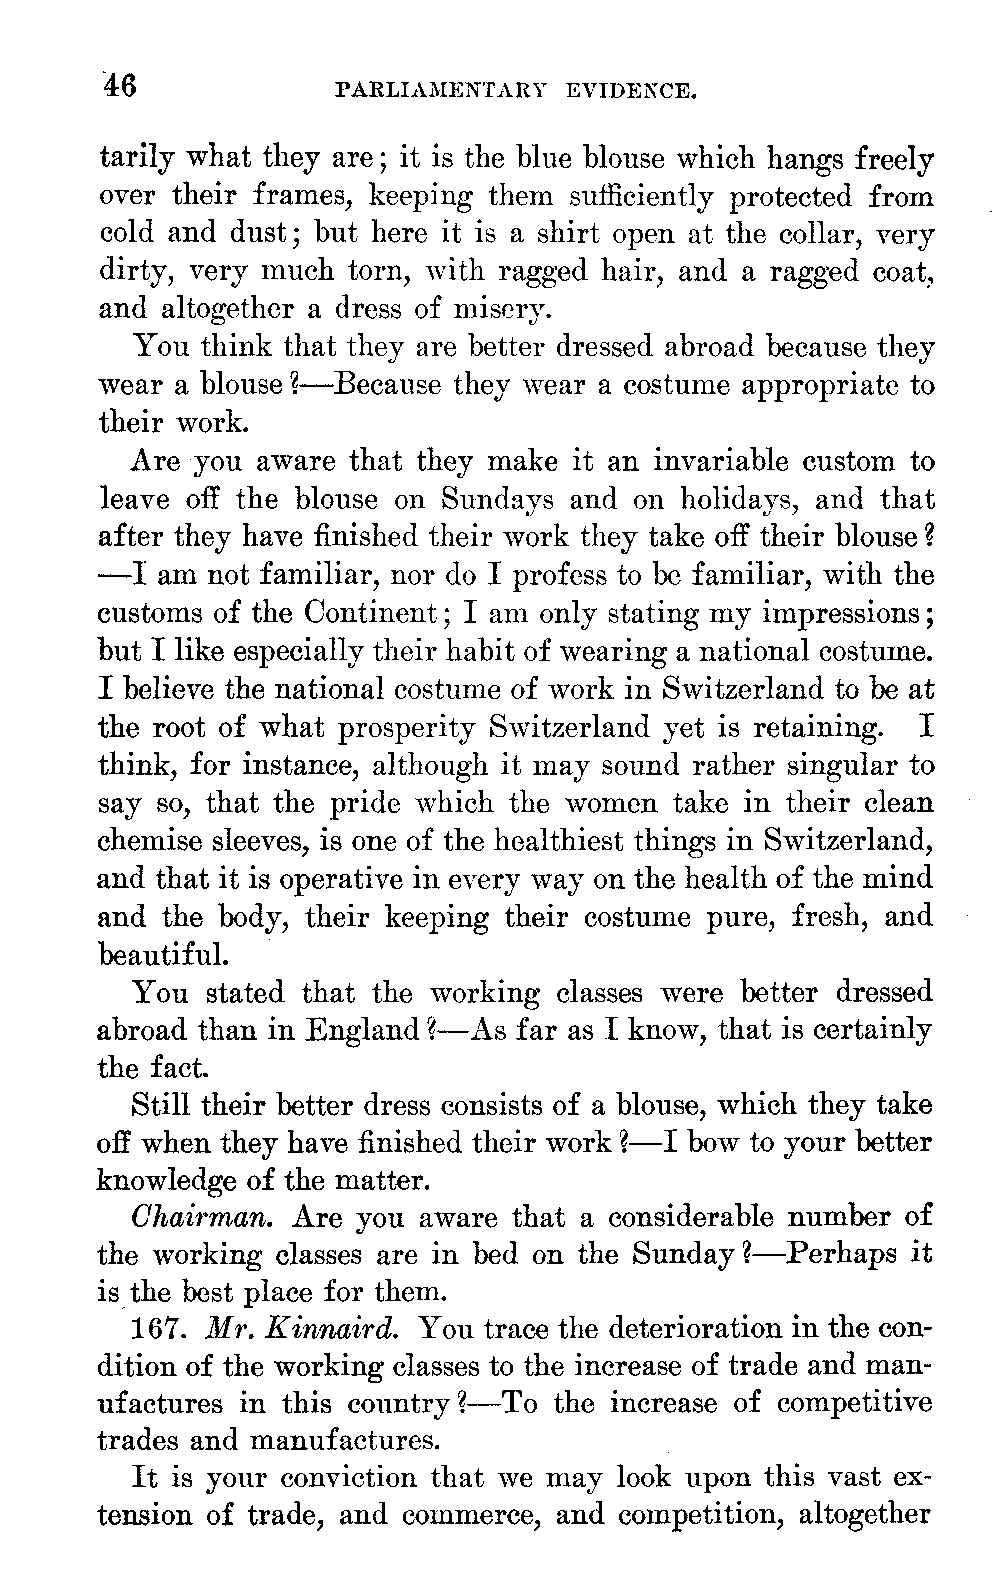 46 PARLIAMENTARY EVIDENCE.
tarily what they are; it is the blue blouse which hangs freely
over their frames, keeping them sufficiently protected from
cold and dust; but here it is a shirt open at the collar, very
dirty, very much torn, with ragged hair, and a ragged coat,
and altogether a dress of misery.
You think that they are better dressed abroad because they
wear a blouse?—Because they wear a costume appropriate to
their work.
Are you aware that they make it an invariable custom to
leave off the blouse on Sundays and on holidays, and that
after they have finished their work they take off their blouse?
—I am not familiar, nor do I profess to be familiar, with the
customs of the Continent; I am only stating my impressions;
but I like especially their habit of wearing a national costume.
I believe the national costume of work in Switzerland to be at
the root of what prosperity Switzerland yet is retaining. I
think, for instance, although it may sound rather singular to
say so, that the pride which the women take in their clean
chemise sleeves, is one of the healthiest things in Switzerland,
and that it is operative in every way on the health of the mind
and the body, their keeping their costume pure, fresh, and
beautiful.
You stated that the working classes were better dressed
abroad than in England?—As far as I know, that is certainly
the fact.
Still their better dress consists of a blouse, which they take
off when they have finished their work?—I bow to your better
knowledge of the matter.
Chairman. Are you aware that a considerable number of
the working classes are in bed on the Sunday?—Perhaps it
is the best place for them.
167. Mr. Kinnaird. You trace the deterioration in the con-
dition of the working classes to the increase of trade and man-
ufactures in this country?—To the increase of competitive
trades and manufactures.
It is your conviction that we may look upon this vast ex-
tension of trade, and commerce, and competition, altogether